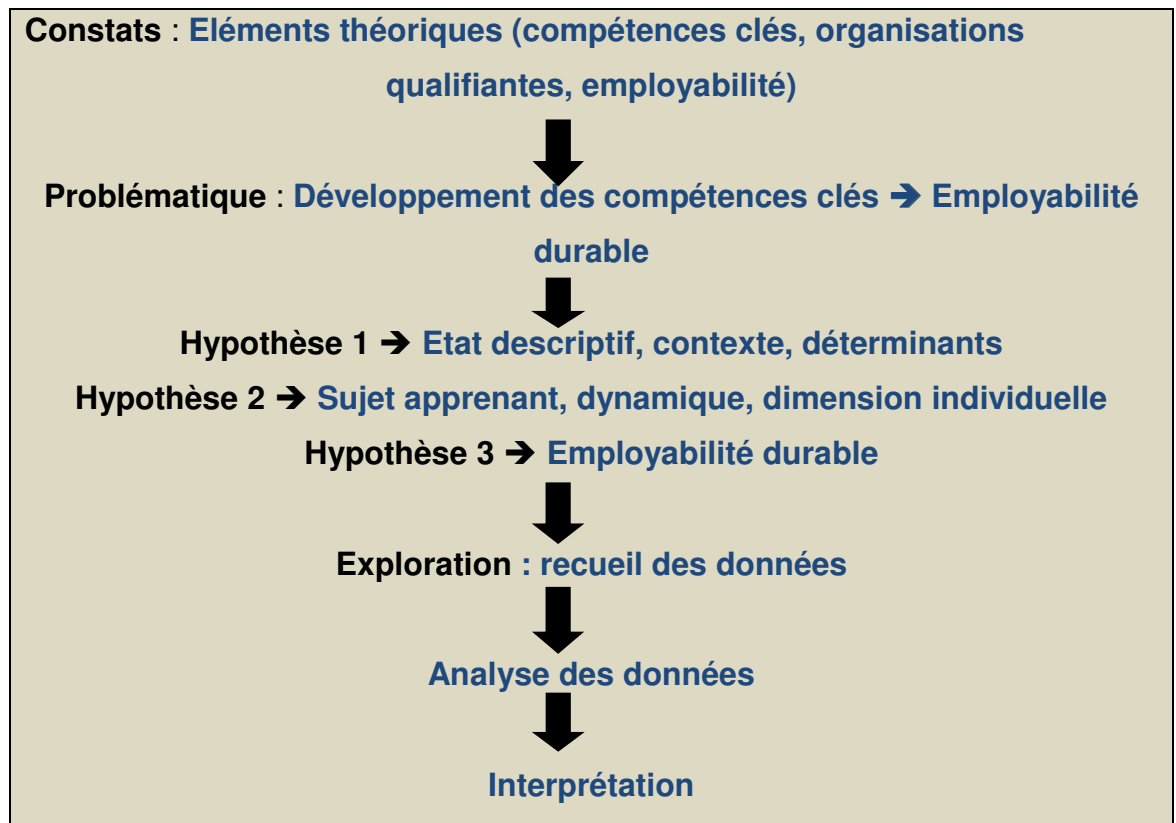 Constats : Eléments théoriques (compétences clés, organisations
qualifiantes, employabilité)
Problématique : Développement des compétences clés ➔ Employabilité
durable
Hypothèse 1 ➔ Etat descriptif, contexte, déterminants
Hypothèse 2 ➔ Sujet apprenant, dynamique, dimension individuelle
Hypothèse 3 ➔ Employabilité durable
Exploration : recueil des données
Analyse des données
Interprétation